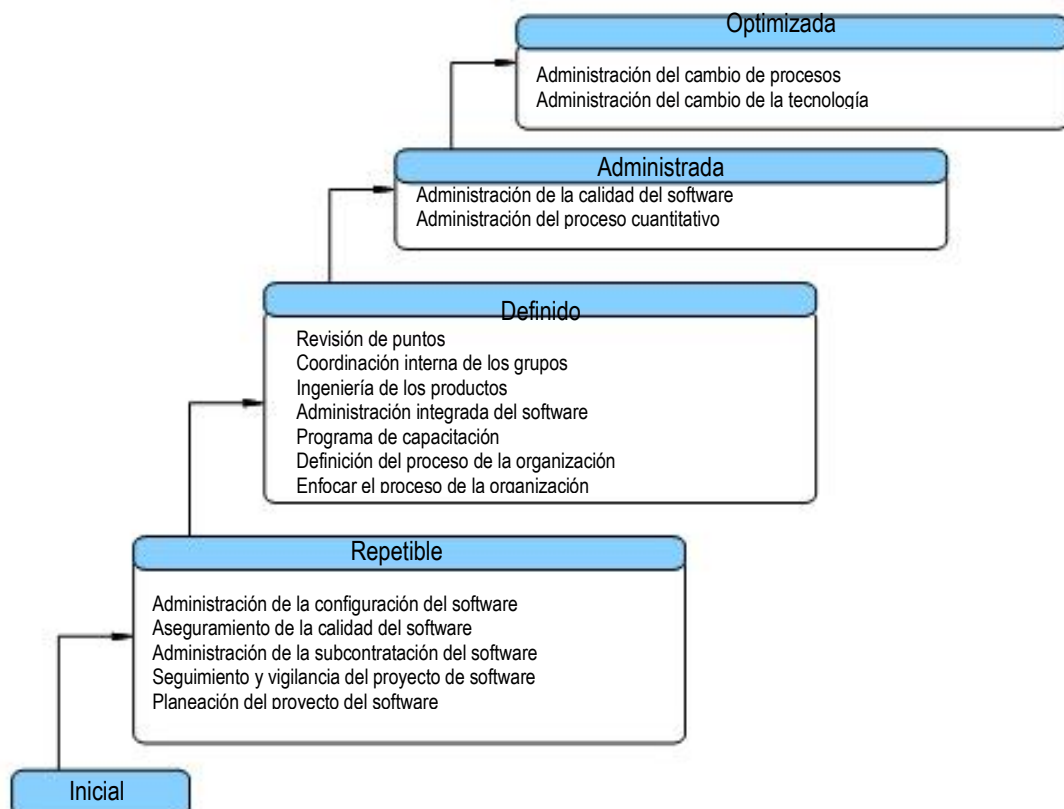 Optimizada
Administración del cambio de procesos
Administración del cambio de la tecnología
Administrada
Administración de la calidad del software
Administración del proceso cuantitativo
Definido
Revisión de puntos
Coordinación interna de los grupos
Ingeniería de los productos
Administración integrada del software
Programa de capacitación
Definición del proceso de la organización
Enfocar el proceso de la organización
Repetible
Administración de la configuración del software
Aseguramiento de la calidad del software
Administración de la subcontratación del software
Seguimiento y vigilancia del proyecto de software
Planeación del proyecto del software
Inicial